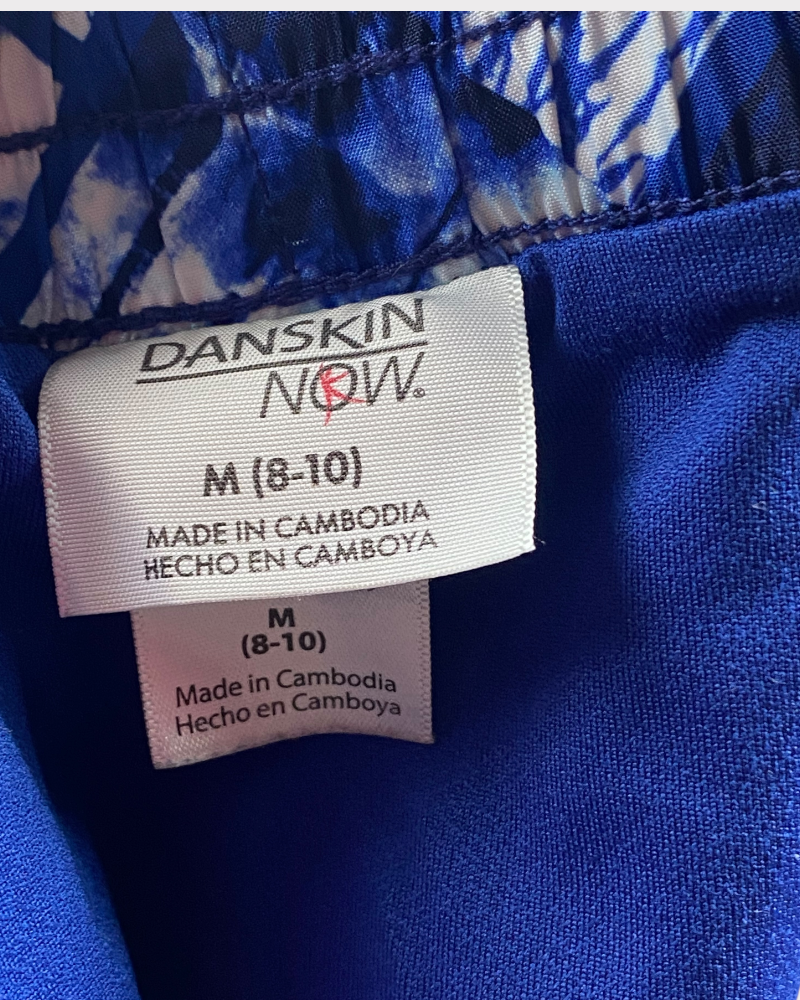 DANSKIN
NOW®
M (8-10)
MADE IN CAMBODIA
HECHO EN CAMBOYA
M
(8-10)
Made in Cambodia
Hecho en Camboya